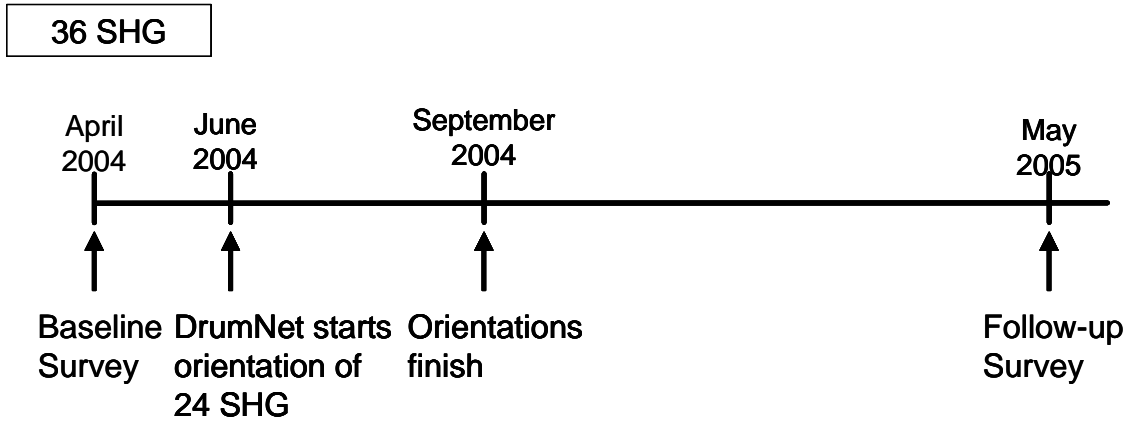 36 SHG
April
2004
June
2004
September
2004
May
2005
Baseline
Survey
DrumNet starts
orientation of
24 SHG
Orientations
finish
Follow-up
Survey